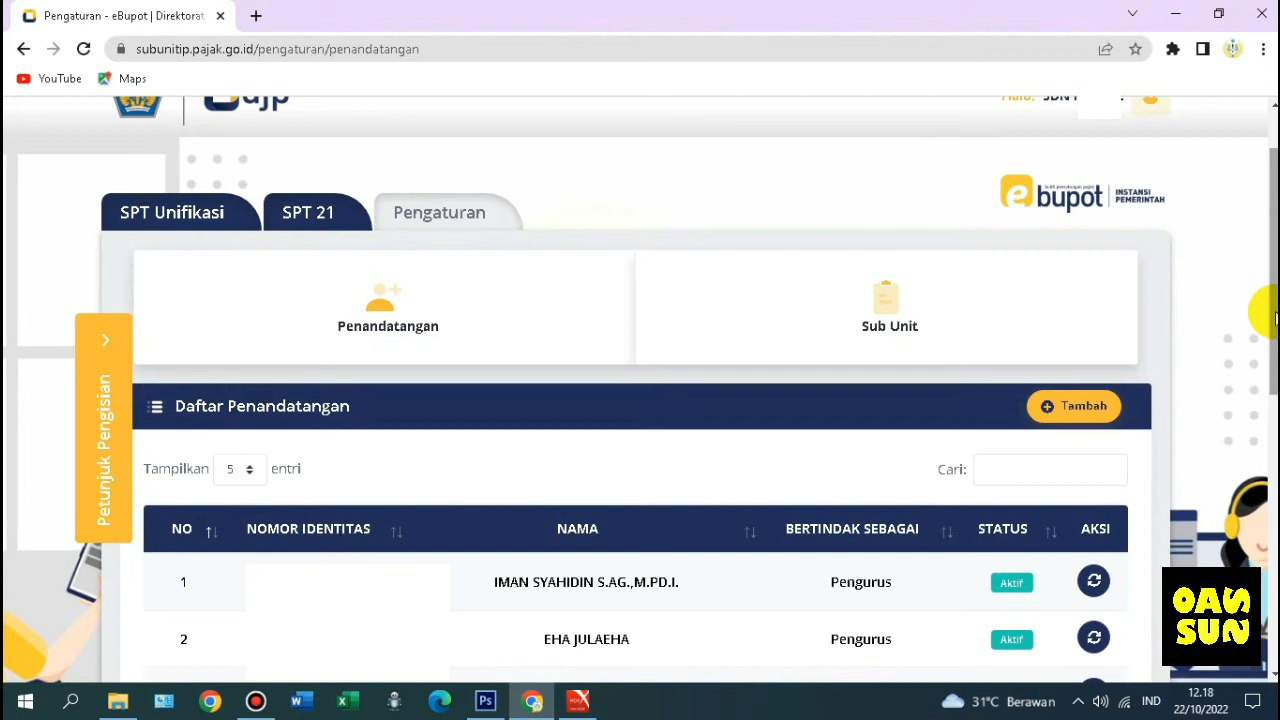 Pengaturan - eBupot | Direktorat
subunitip.pajak.go.id/pengaturan/penandatangan
YouTube Maps
djp
SPT Unifikasi SPT 21 Pengaturan
ebupot INSTANSI PEMERINTAH
Penandatangan Sub Unit
Petunjuk Pengisian
Daftar Penandatangan Tambah
Tampilkan 5 entri Cari:
NO NOMOR IDENTITAS NAMA BERTINDAK SEBAGAI STATUS AKSI
1 IMAN SYAHIDIN S.AG.,M.PD.I. Pengurus Aktif
2 EHA JULAEHA Pengurus Aktif
OAS
SUN
31°C Berawan IND 12.18
22/10/2022